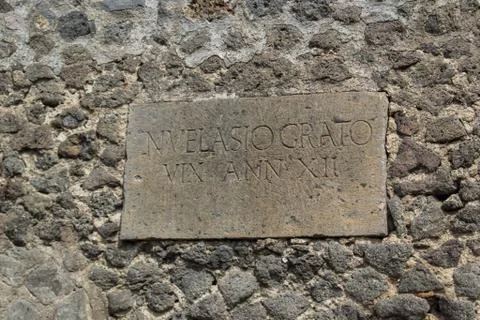 N VELASIO GRATO
VIX ANN XII